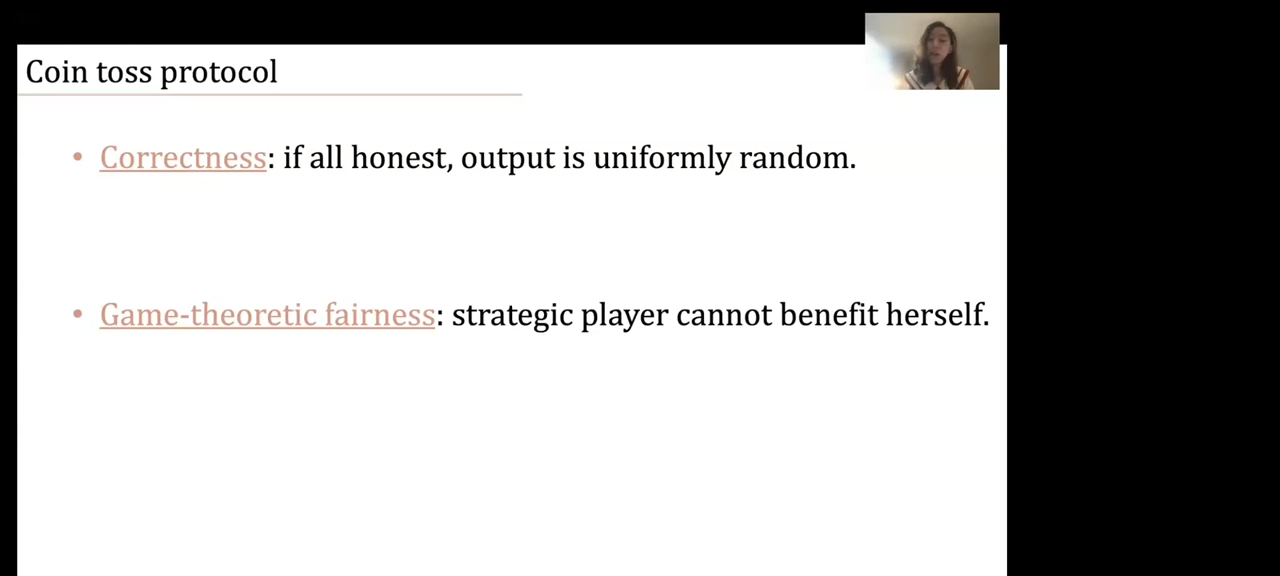 Coin toss protocol
• Correctness: if all honest, output is uniformly random.
• Game-theoretic fairness: strategic player cannot benefit herself.